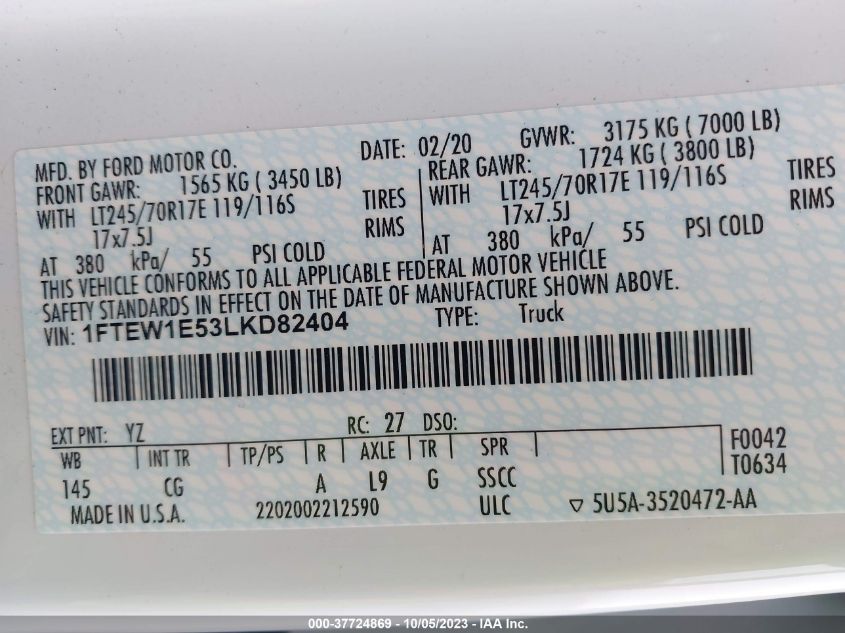 MFD. BY FORD MOTOR CO. DATE: 02/20 GVWR: 3175 KG ( 7000 LB)
FRONT GAWR: 1565 KG ( 3450 LB) REAR GAWR: 1724 KG ( 3800 LB)
WITH LT245/70R17E 119/116S TIRES WITH LT245/70R17E 119/116S TIRES
17x7.5J RIMS 17x7.5J RIMS
AT 380 kPa/ 55 PSI COLD AT 380 kPa/ 55 PSI COLD
THIS VEHICLE CONFORMS TO ALL APPLICABLE FEDERAL MOTOR VEHICLE
SAFETY STANDARDS IN EFFECT ON THE DATE OF MANUFACTURE SHOWN ABOVE.
VIN: 1FTEW1E53LKD82404 TYPE: Truck
EXT PNT: YZ RC: 27 DSO:
WB INT TR TP/PS R AXLE TR SPR F0042
145 CG A L9 G SSCC T0634
MADE IN U.S.A. 2202002212590 ULC ▽ 5U5A-3520472-AA
000-37724869 - 10/05/2023 - IAA Inc.